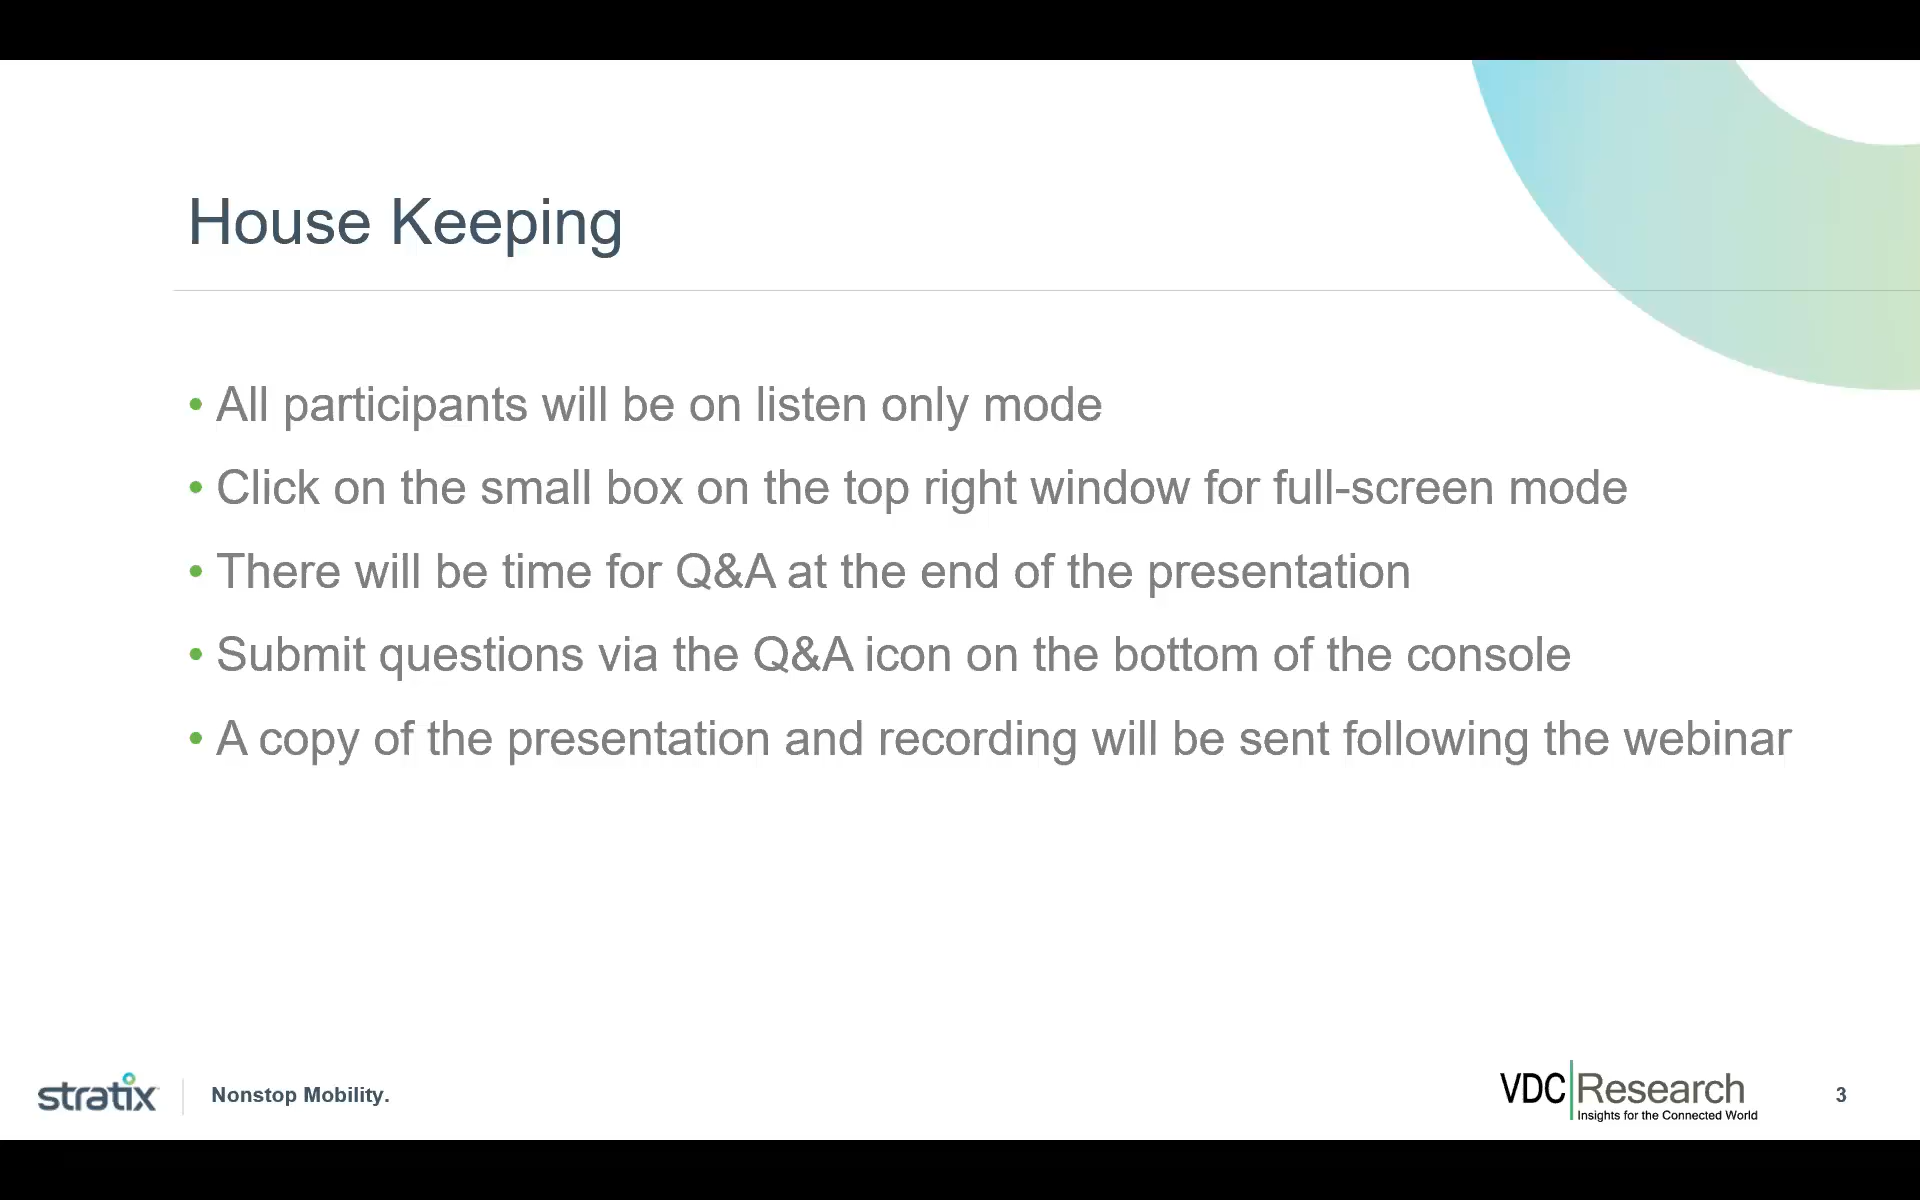 House Keeping
• All participants will be on listen only mode
• Click on the small box on the top right window for full-screen mode
• There will be time for Q&A at the end of the presentation
• Submit questions via the Q&A icon on the bottom of the console
• A copy of the presentation and recording will be sent following the webinar
stratix
Nonstop Mobility.
VDC Research
Insights for the Connected World
3